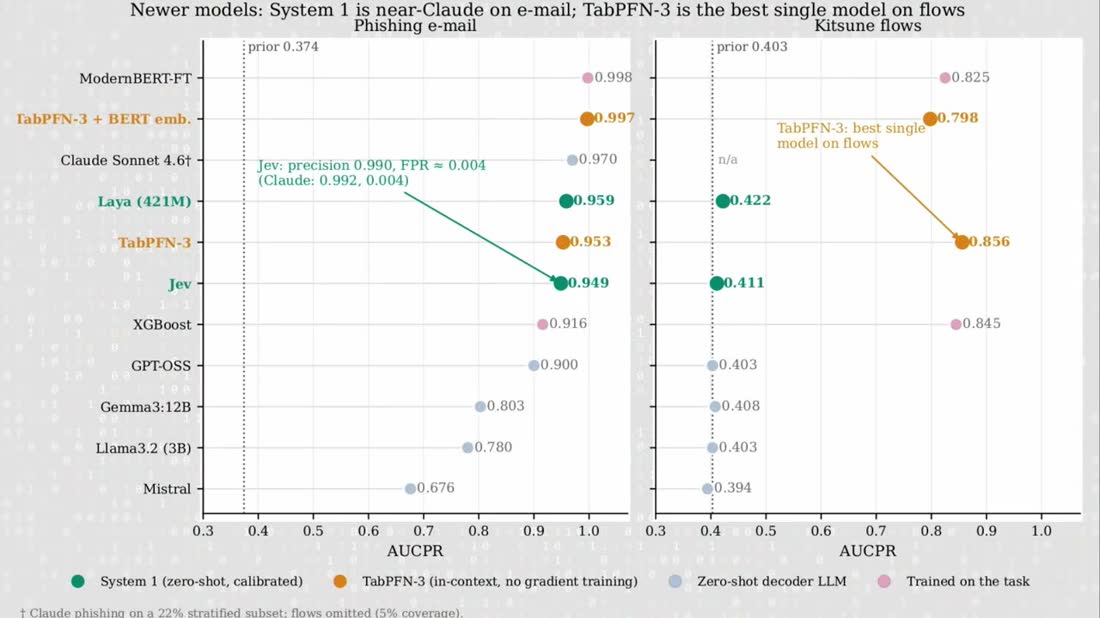 Newer models: System 1 is near-Claude on e-mail; TabPFN-3 is the best single model on flows
Phishing e-mail
prior 0.374
ModernBERT-FT 0.998
TabPFN-3 + BERT emb. 0.997
Claude Sonnet 4.6† 0.970
Jev: precision 0.990, FPR ≈ 0.004
(Claude: 0.992, 0.004)
Laya (421M) 0.959
TabPFN-3 0.953
Jev 0.949
XGBoost 0.916
GPT-OSS 0.900
Gemma3:12B 0.803
Llama3.2 (3B) 0.780
Mistral 0.676
0.3 0.4 0.5 0.6 0.7 0.8 0.9 1.0
AUCPR
Kitsune flows
prior 0.403
0.825
0.798
TabPFN-3: best single
model on flows
n/a
0.422
0.856
0.411
0.845
0.403
0.408
0.403
0.394
0.3 0.4 0.5 0.6 0.7 0.8 0.9 1.0
AUCPR
System 1 (zero-shot, calibrated)
TabPFN-3 (in-context, no gradient training)
Zero-shot decoder LLM
Trained on the task
† Claude phishing on a 22% stratified subset; flows omitted (5% coverage).